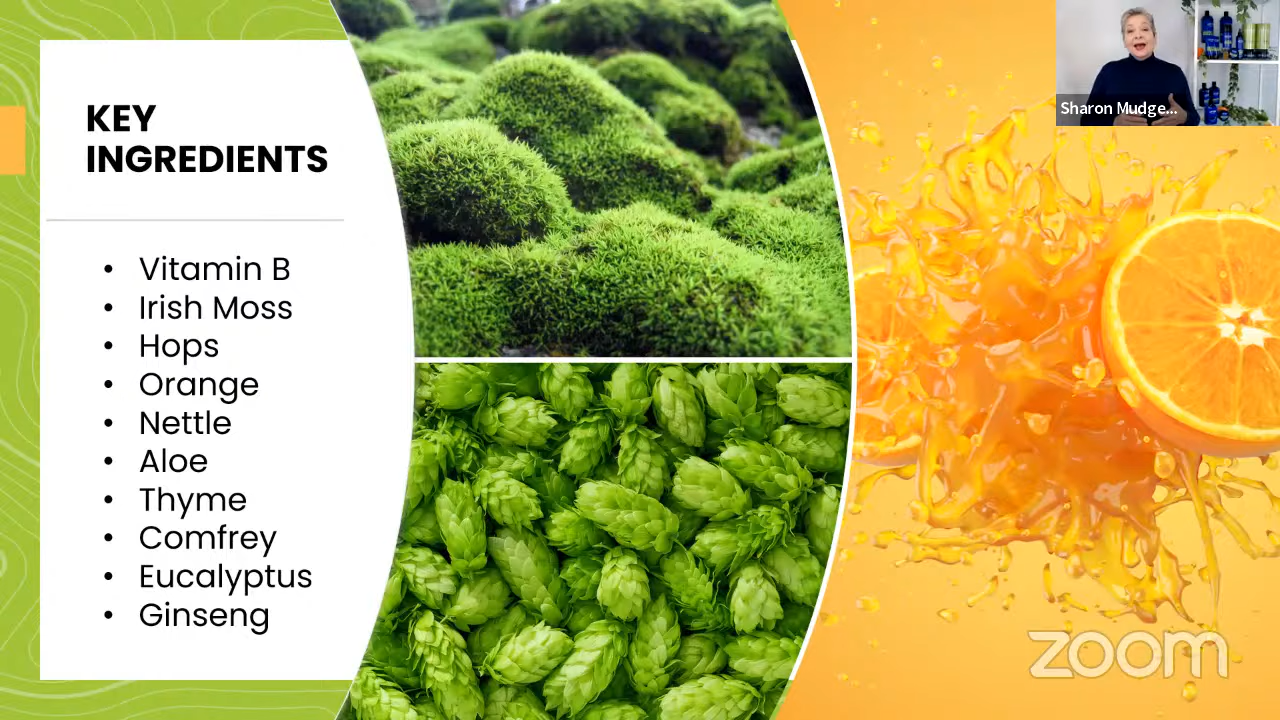 KEY
INGREDIENTS
• Vitamin B
• Irish Moss
• Hops
• Orange
• Nettle
• Aloe
• Thyme
• Comfrey
• Eucalyptus
• Ginseng
Sharon Mudge...
zoom